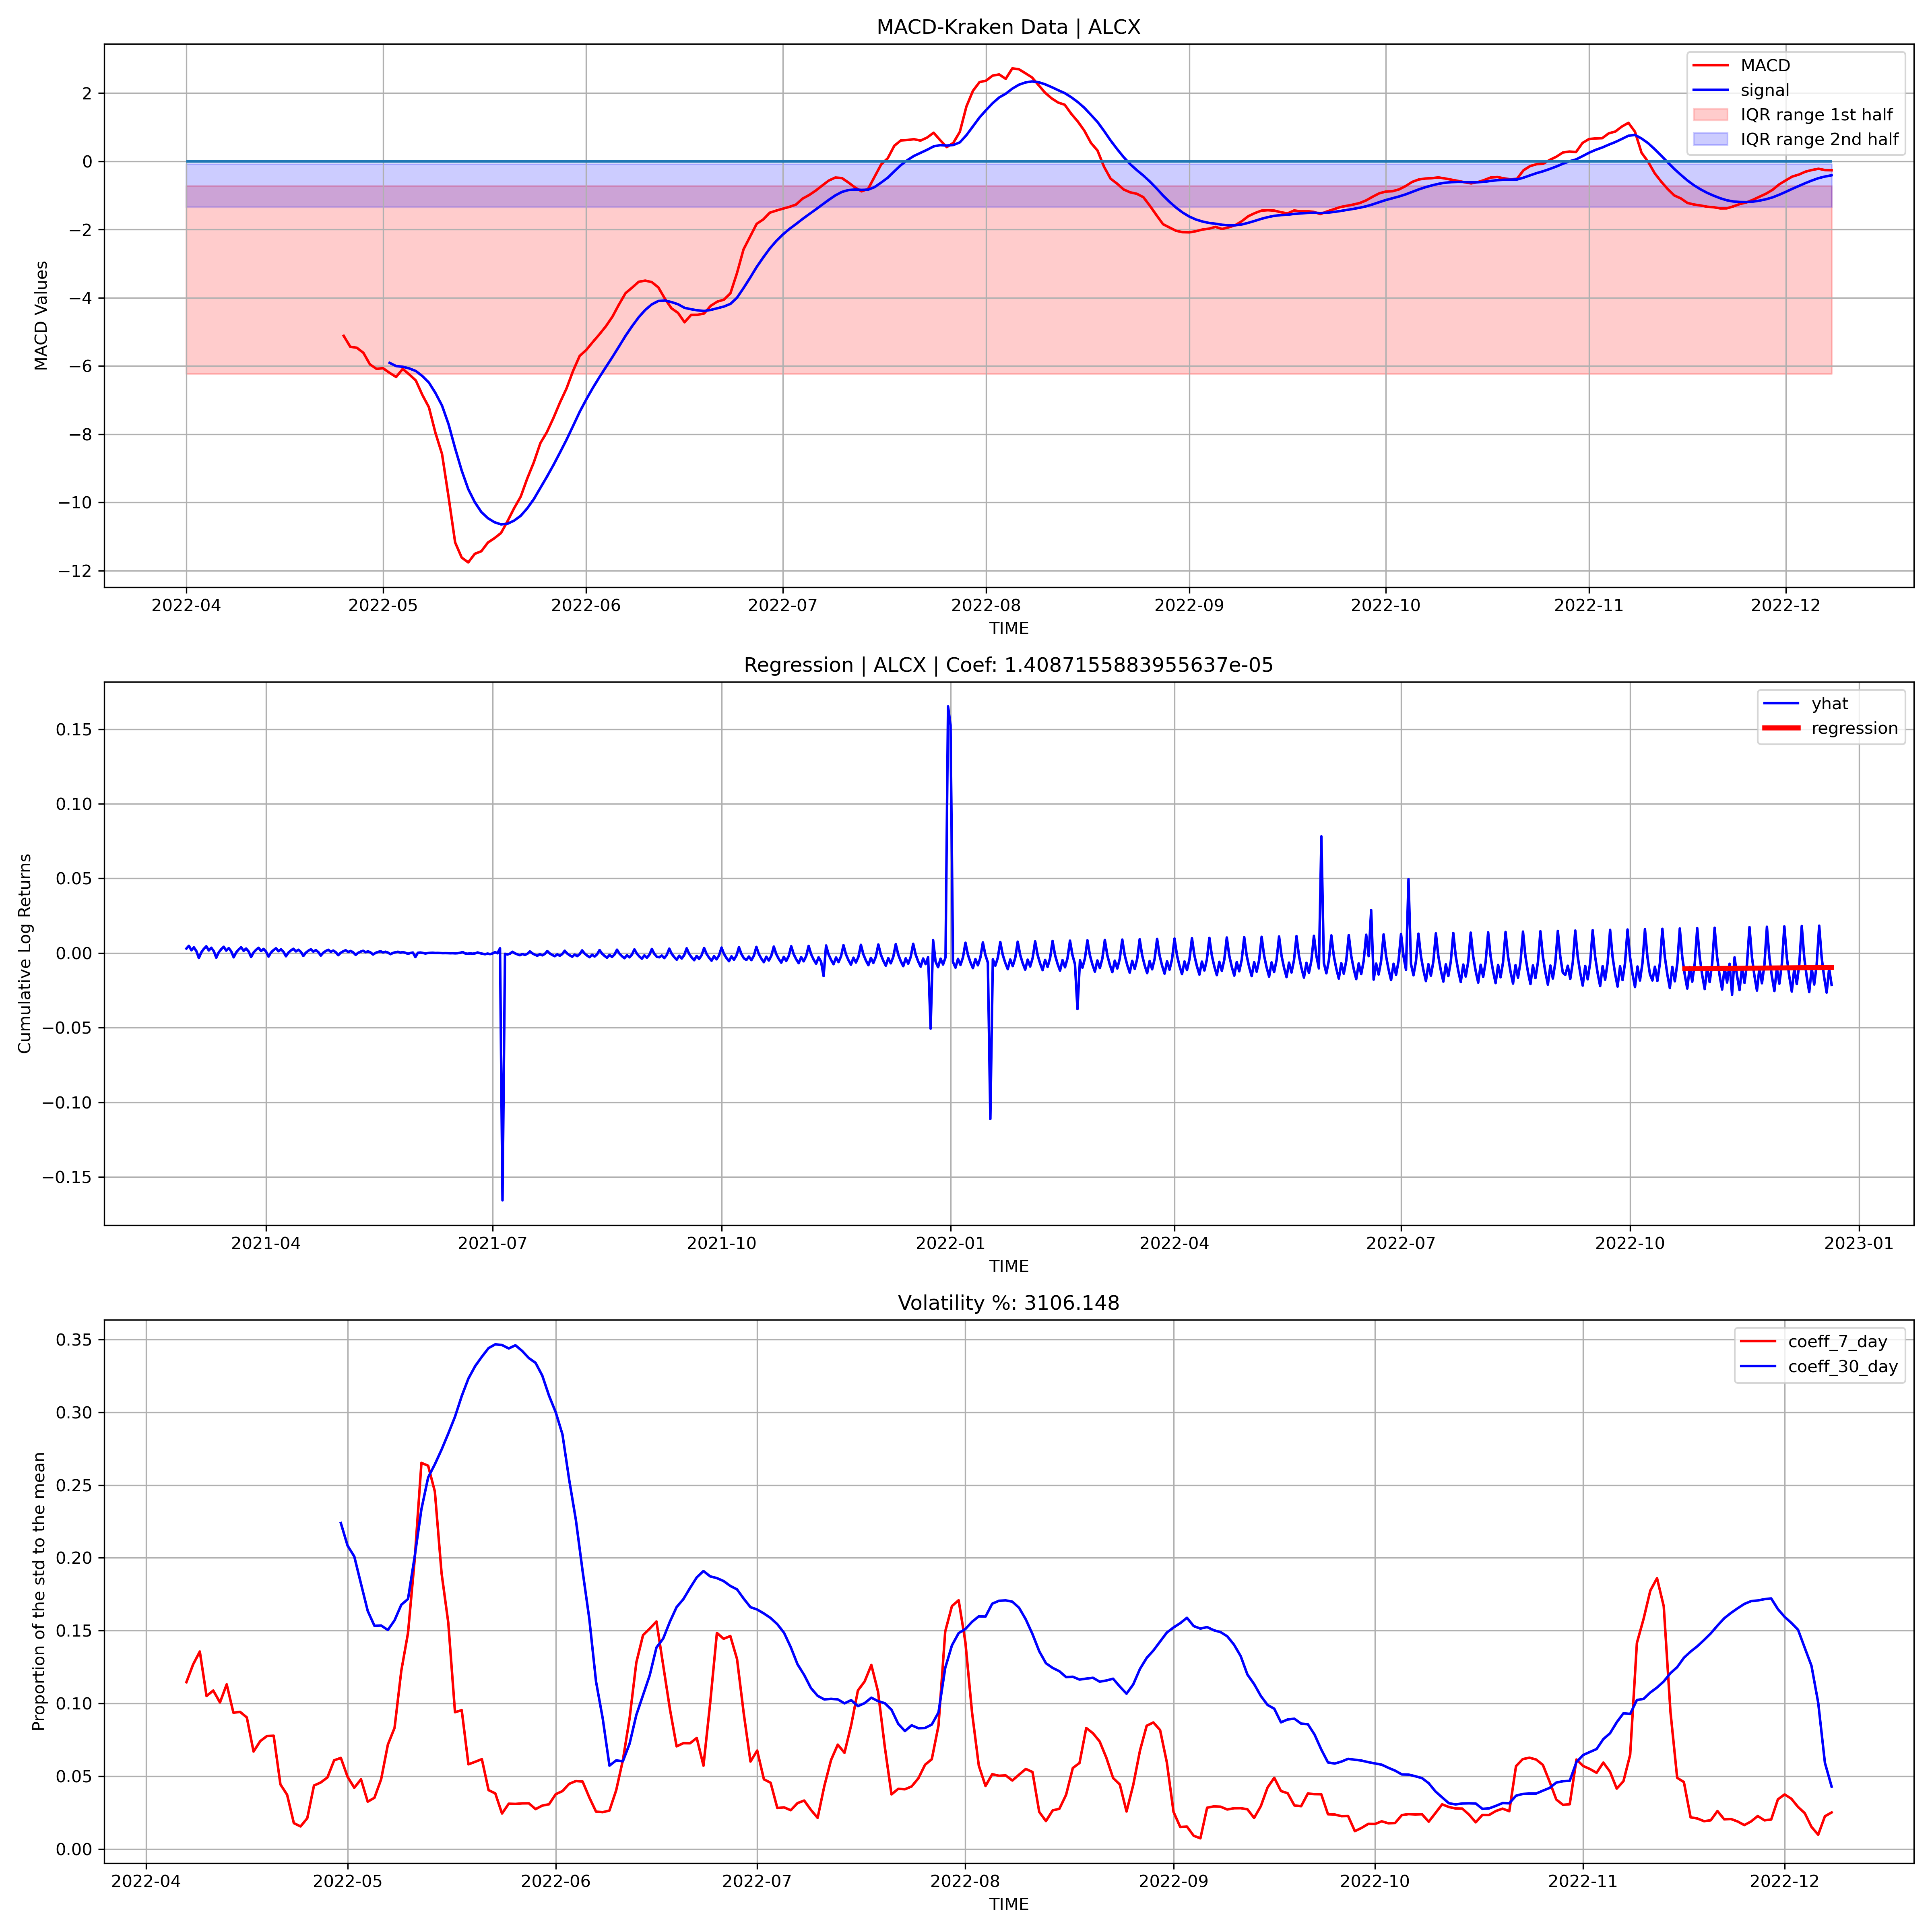 MACD-Kraken Data | ALCX
MACD
signal
IQR range 1st half
IQR range 2nd half
MACD Values
2
0
−2
−4
−6
−8
−10
−12
2022-04 2022-05 2022-06 2022-07 2022-08 2022-09 2022-10 2022-11 2022-12
TIME
Regression | ALCX | Coef: 1.4087155883955637e-05
yhat
regression
Cumulative Log Returns
0.15
0.10
0.05
0.00
−0.05
−0.10
−0.15
2021-04 2021-07 2021-10 2022-01 2022-04 2022-07 2022-10 2023-01
TIME
Volatility %: 3106.148
coeff_7_day
coeff_30_day
Proportion of the std to the mean
0.35
0.30
0.25
0.20
0.15
0.10
0.05
0.00
2022-04 2022-05 2022-06 2022-07 2022-08 2022-09 2022-10 2022-11 2022-12
TIME